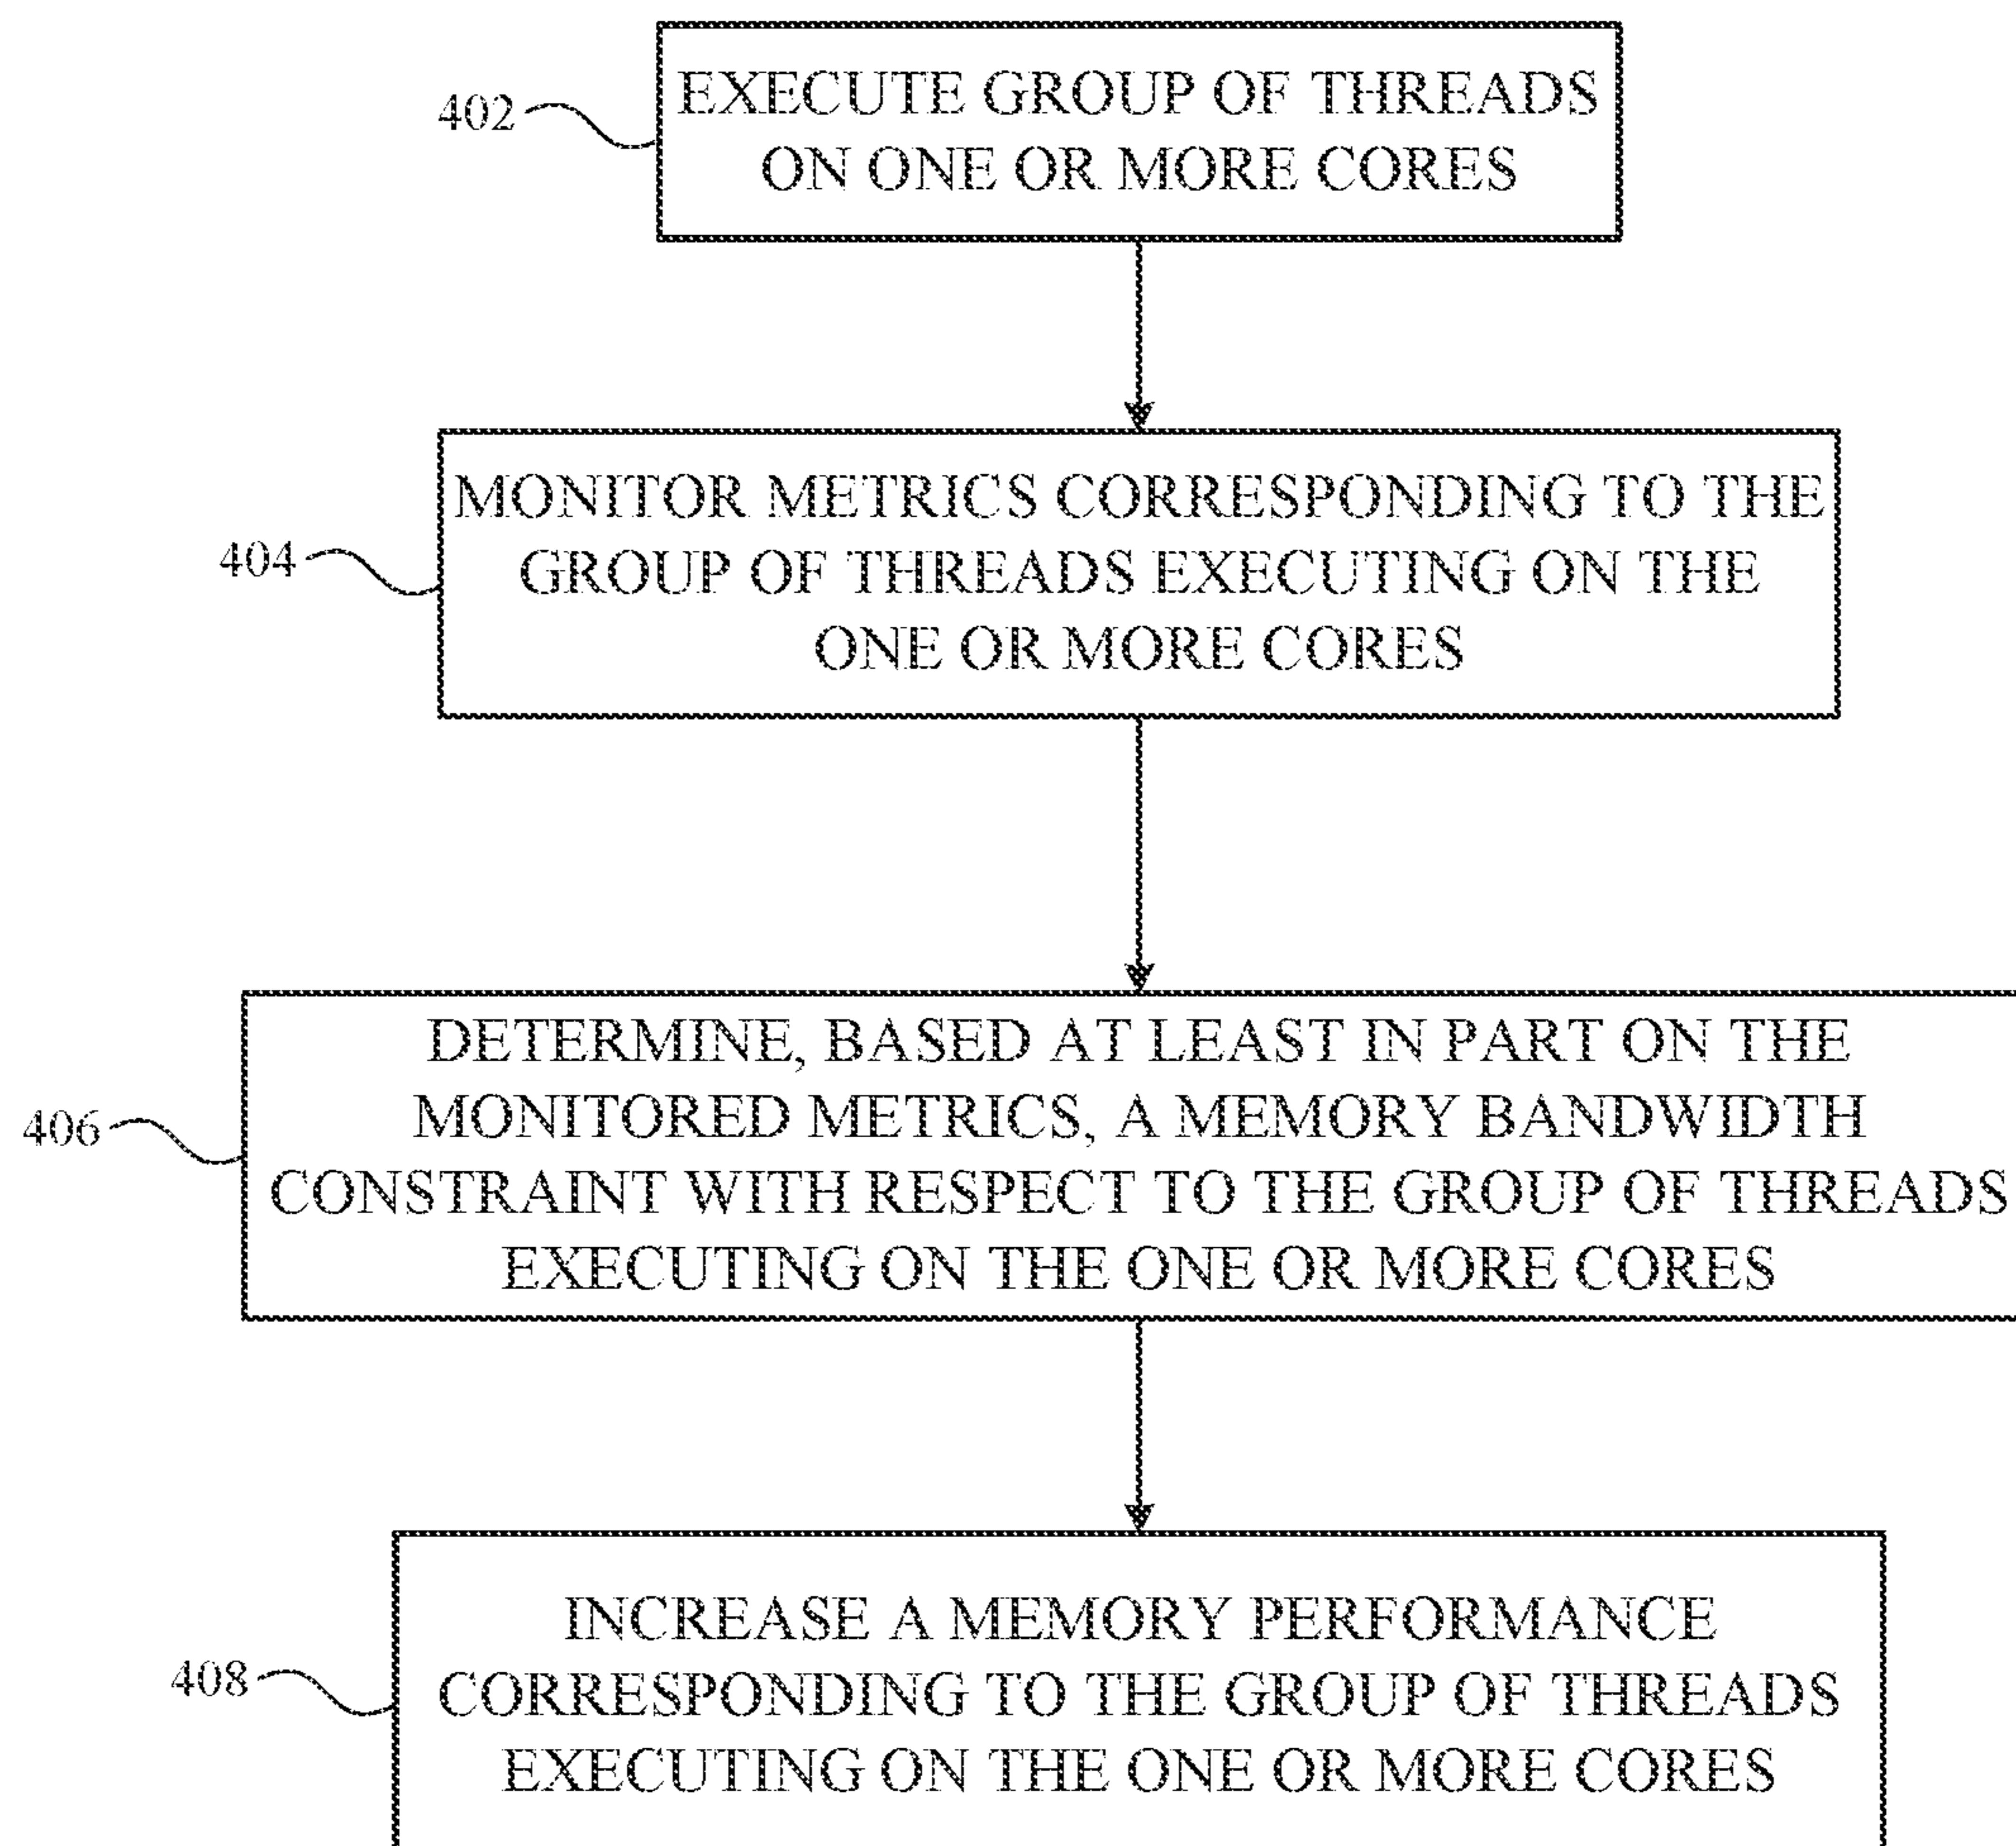 402
EXECUTE GROUP OF THREADS
ON ONE OR MORE CORES
404
MONITOR METRICS CORRESPONDING TO THE
GROUP OF THREADS EXECUTING ON THE
ONE OR MORE CORES
406
DETERMINE, BASED AT LEAST IN PART ON THE
MONITORED METRICS, A MEMORY BANDWIDTH
CONSTRAINT WITH RESPECT TO THE GROUP OF THREADS
EXECUTING ON THE ONE OR MORE CORES
408
INCREASE A MEMORY PERFORMANCE
CORRESPONDING TO THE GROUP OF THREADS
EXECUTING ON THE ONE OR MORE CORES